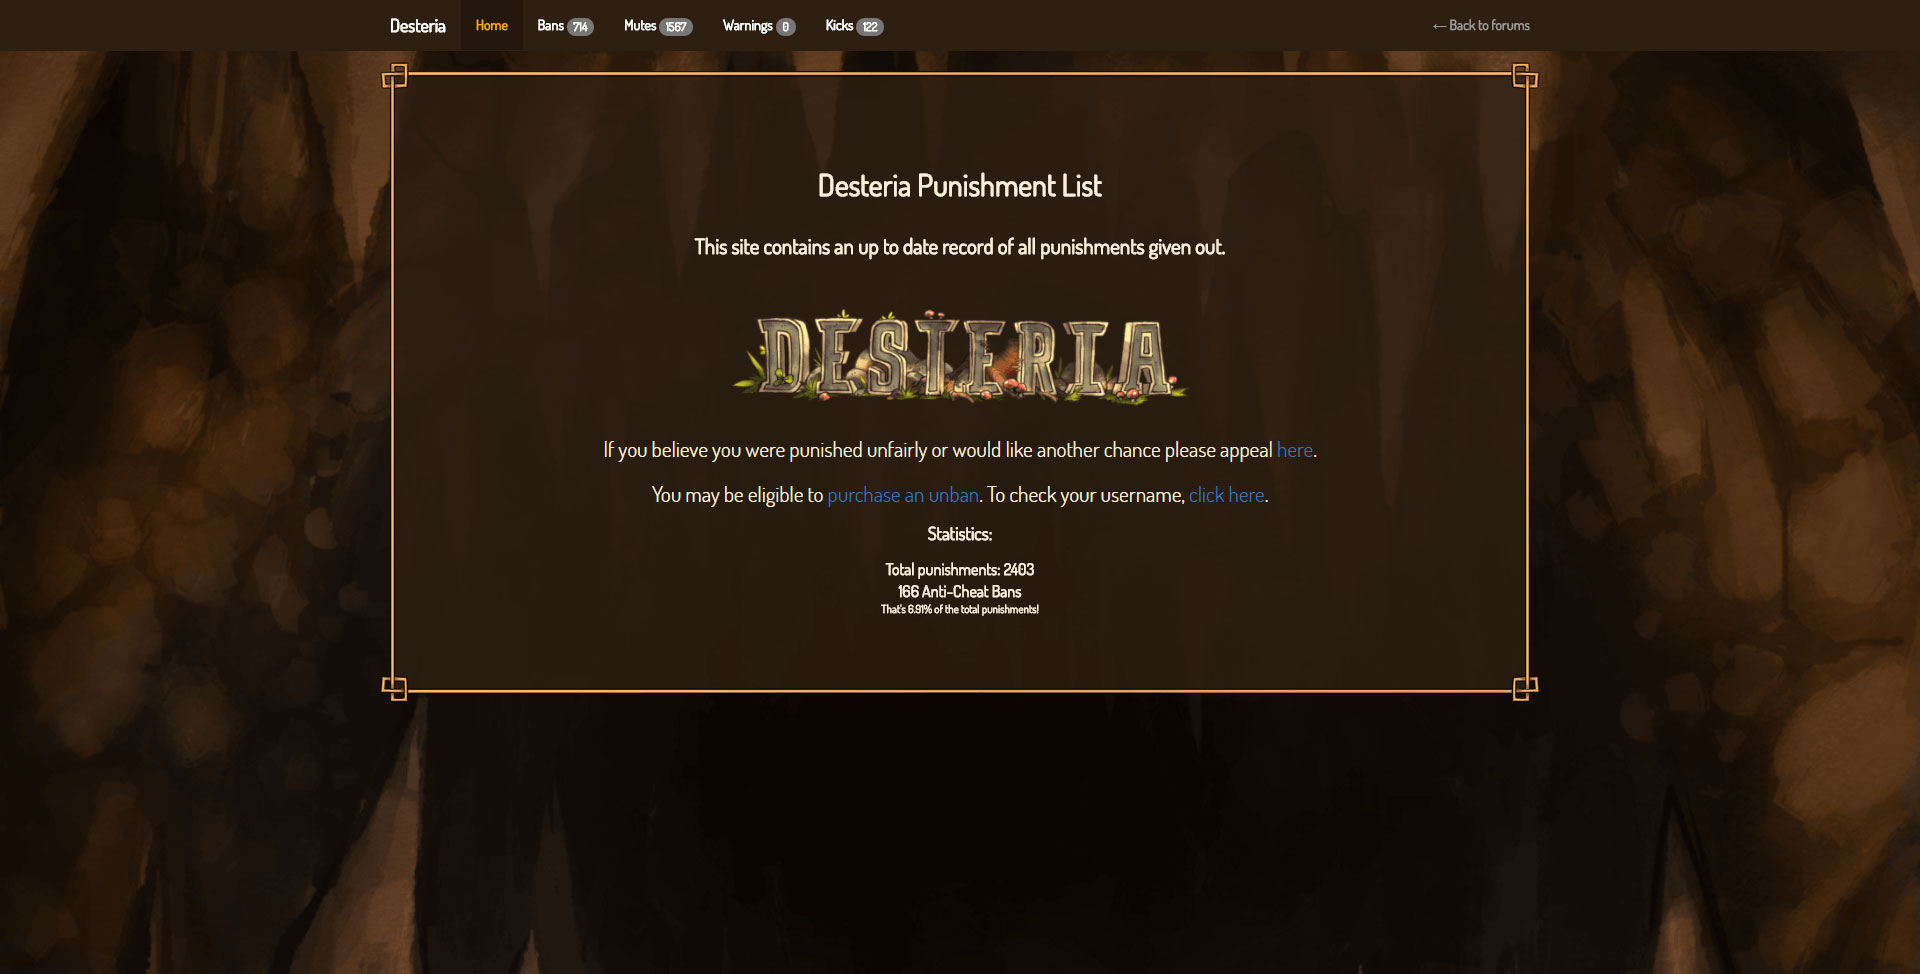 Desteria Home Bans 714 Mutes 1567 Warnings 0 Kicks 122 ← Back to forums
Desteria Punishment List
This site contains an up to date record of all punishments given out.
DESTERIA
If you believe you were punished unfairly or would like another chance please appeal here.
You may be eligible to purchase an unban. To check your username, click here.
Statistics:
Total punishments: 2403
166 Anti-Cheat Bans
That's 6.91% of the total punishments!